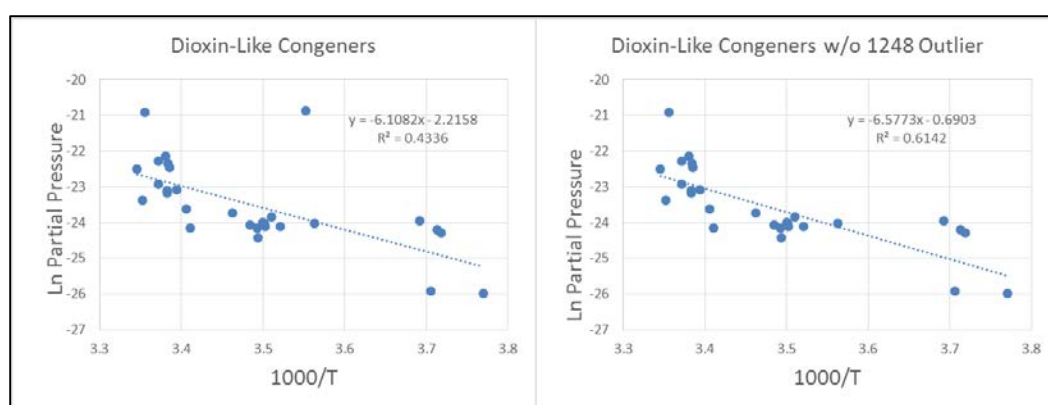 Dioxin-Like Congeners
Ln Partial Pressure
-20
-21
-22
-23
-24
-25
-26
-27
y = -6.1082x - 2.2158
R² = 0.4336
3.3 3.4 3.5 3.6 3.7 3.8
1000/T
Dioxin-Like Congeners w/o 1248 Outlier
Ln Partial Pressure
-20
-21
-22
-23
-24
-25
-26
-27
y = -6.5773x - 0.6903
R² = 0.6142
3.3 3.4 3.5 3.6 3.7 3.8
1000/T